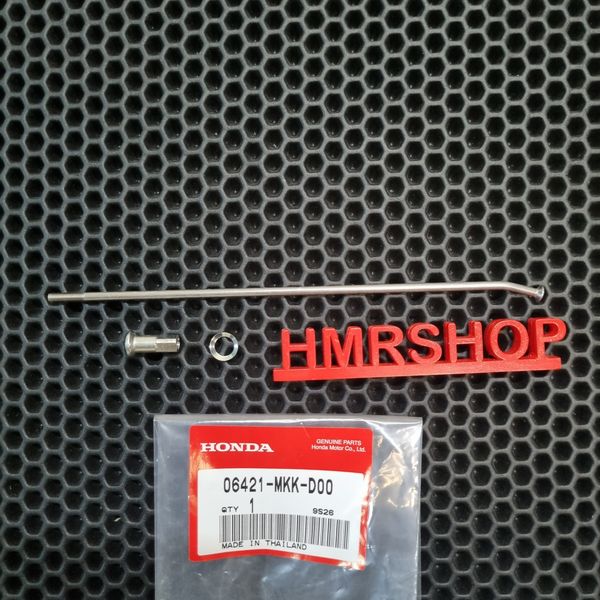 HMRSHOP
HONDA
GENUINE PARTS
Honda Motor Co., Ltd.
06421-MKK-D00
QTY 1 9S26
MADE IN THAILAND